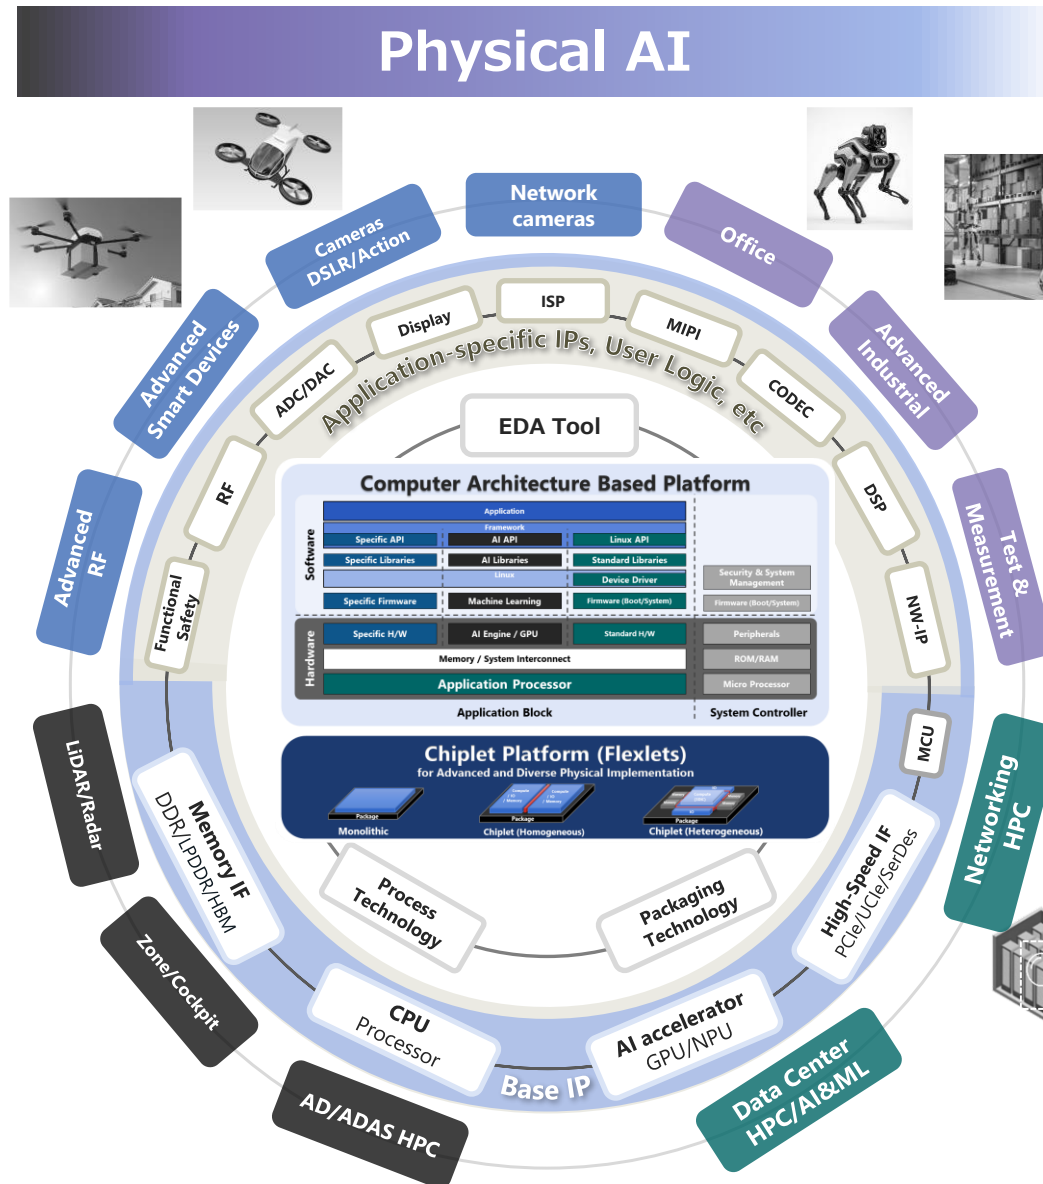 Physical AI
Network
cameras
Cameras
DSLR/Action
Office
Advanced
Smart Devices
Advanced
Industrial
Advanced
RF
Test &
Measurement
LiDAR/Radar
Networking
HPC
Zone/Cockpit
Data Center
HPC/AI&ML
AD/ADAS HPC
ISP
Display
MIPI
ADC/DAC
CODEC
RF
DSP
Functional
Safety
NW-IP
MCU
Application-specific IPs, User Logic, etc
EDA Tool
Computer Architecture Based Platform
Software
Application
Framework
Specific API
AI API
Linux API
Specific Libraries
AI Libraries
Standard Libraries
Linux
Device Driver
Security & System
Management
Specific Firmware
Machine Learning
Firmware (Boot/System)
Firmware (Boot/System)
Hardware
Specific H/W
AI Engine / GPU
Standard H/W
Peripherals
Memory / System Interconnect
ROM/RAM
Application Processor
Micro Processor
Application Block
System Controller
Chiplet Platform (Flexlets)
for Advanced and Diverse Physical Implementation
Package
Monolithic
Compute
/ IO
/ Memory
Compute
/ IO
/ Memory
Package
Chiplet (Homogeneous)
Package
Chiplet (Heterogeneous)
Process
Technology
Packaging
Technology
Memory IF
DDR/LPDDR/HBM
High-Speed IF
PCIe/UCIe/SerDes
CPU
Processor
AI accelerator
GPU/NPU
Base IP